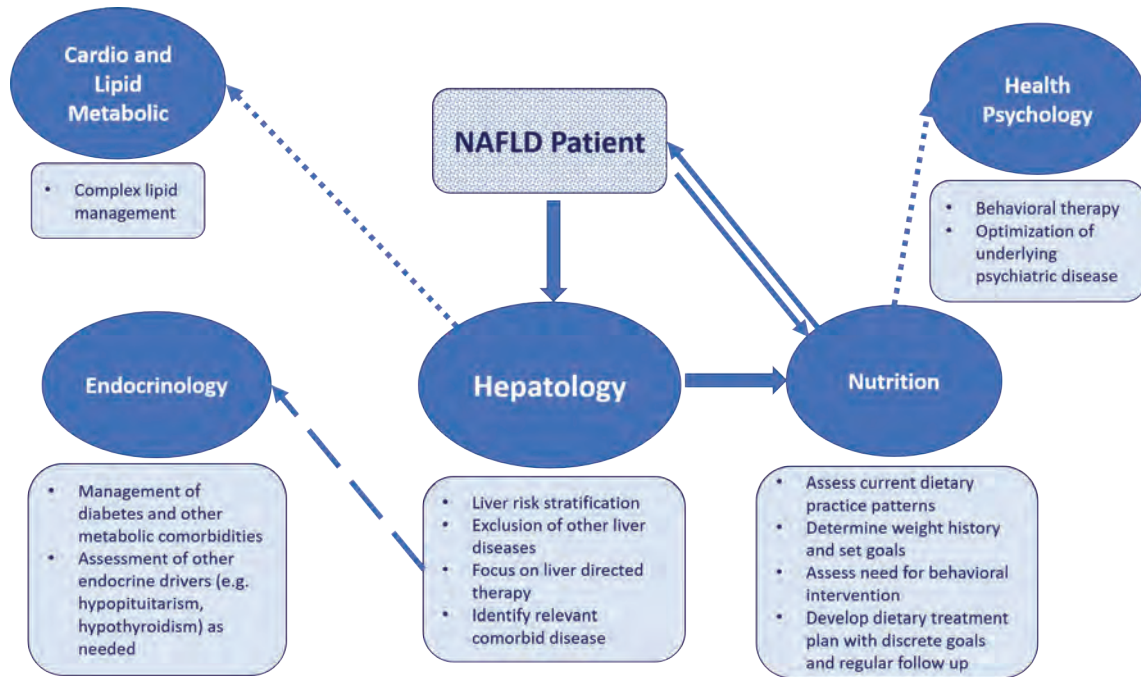 Cardio and
Lipid
Metabolic
• Complex lipid
management
NAFLD Patient
Health
Psychology
• Behavioral therapy
• Optimization of
underlying
psychiatric disease
Endocrinology
• Management of
diabetes and other
metabolic comorbidities
• Assessment of other
endocrine drivers (e.g.
hypopituitarism,
hypothyroidism) as
needed
Hepatology
• Liver risk stratification
• Exclusion of other liver
diseases
• Focus on liver directed
therapy
• Identify relevant
comorbid disease
Nutrition
• Assess current dietary
practice patterns
• Determine weight history
and set goals
• Assess need for behavioral
intervention
• Develop dietary treatment
plan with discrete goals
and regular follow up